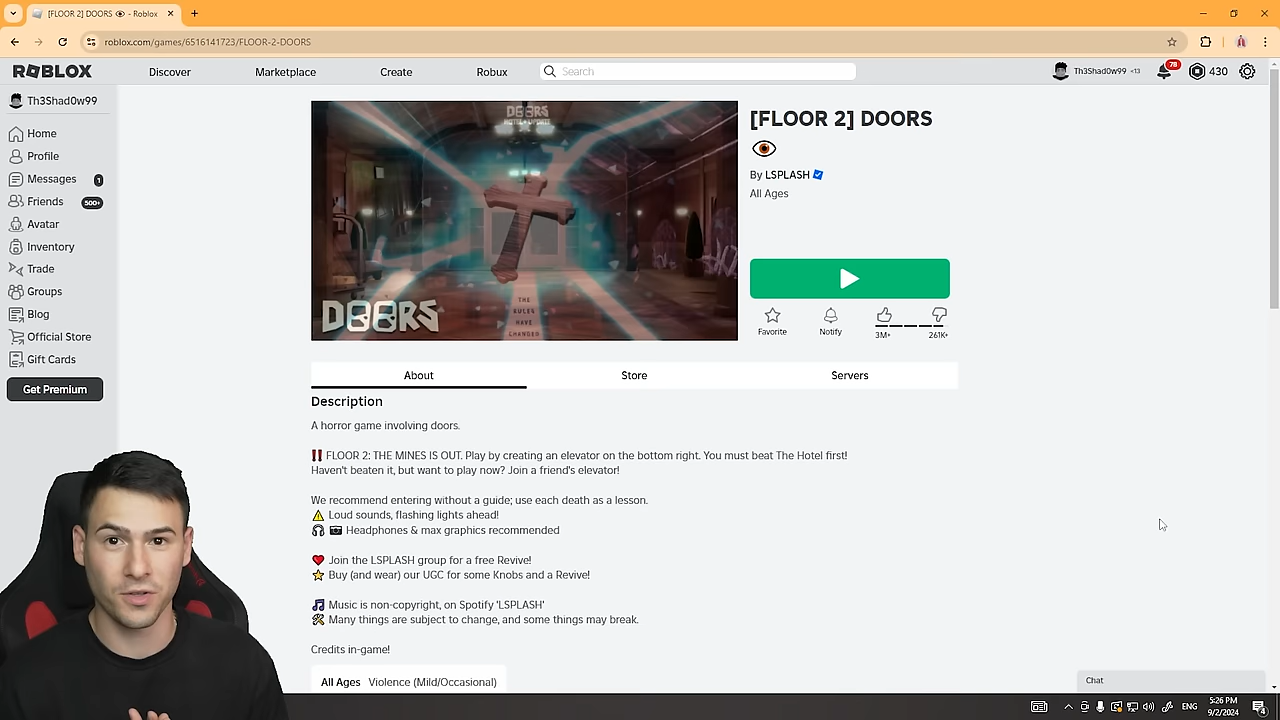 [FLOOR 2] DOORS 👁 - Roblox
roblox.com/games/6516141723/FLOOR-2-DOORS
ROBLOX
Discover
Marketplace
Create
Robux
Search
Th3Shad0w99 +13
78
430
Th3Shad0w99
Home
Profile
Messages 1
Friends 500+
Avatar
Inventory
Trade
Groups
Blog
Official Store
Gift Cards
Get Premium
DOORS
HOTEL+ UPDATE
THE
RULES
HAVE
CHANGED
DOORS
[FLOOR 2] DOORS
👁
By LSPLASH
All Ages
Favorite
Notify
3M+
261K+
About
Store
Servers
Description
A horror game involving doors.
‼️ FLOOR 2: THE MINES IS OUT. Play by creating an elevator on the bottom right. You must beat The Hotel first!
Haven't beaten it, but want to play now? Join a friend's elevator!
We recommend entering without a guide; use each death as a lesson.
⚠️ Loud sounds, flashing lights ahead!
🎧 📷 Headphones & max graphics recommended
❤️ Join the LSPLASH group for a free Revive!
⭐ Buy (and wear) our UGC for some Knobs and a Revive!
🎵 Music is non-copyright, on Spotify 'LSPLASH'
🛠 Many things are subject to change, and some things may break.
Credits in-game!
All Ages Violence (Mild/Occasional)
Chat
ENG
5:26 PM
9/2/2024